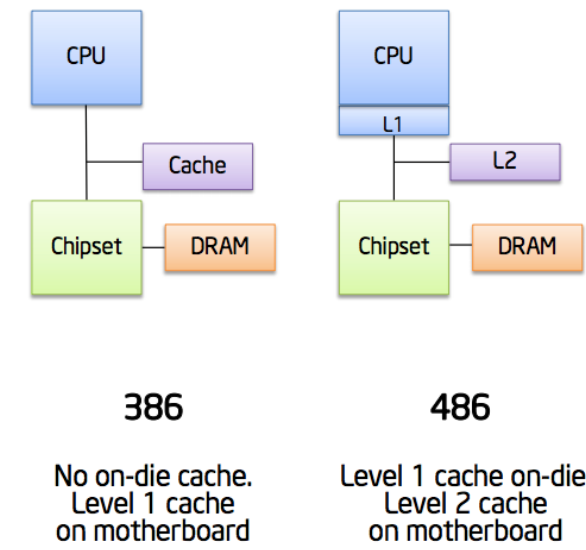 CPU
Cache
Chipset
DRAM
386
No on-die cache.
Level 1 cache
on motherboard
CPU
L1
L2
Chipset
DRAM
486
Level 1 cache on-die
Level 2 cache
on motherboard